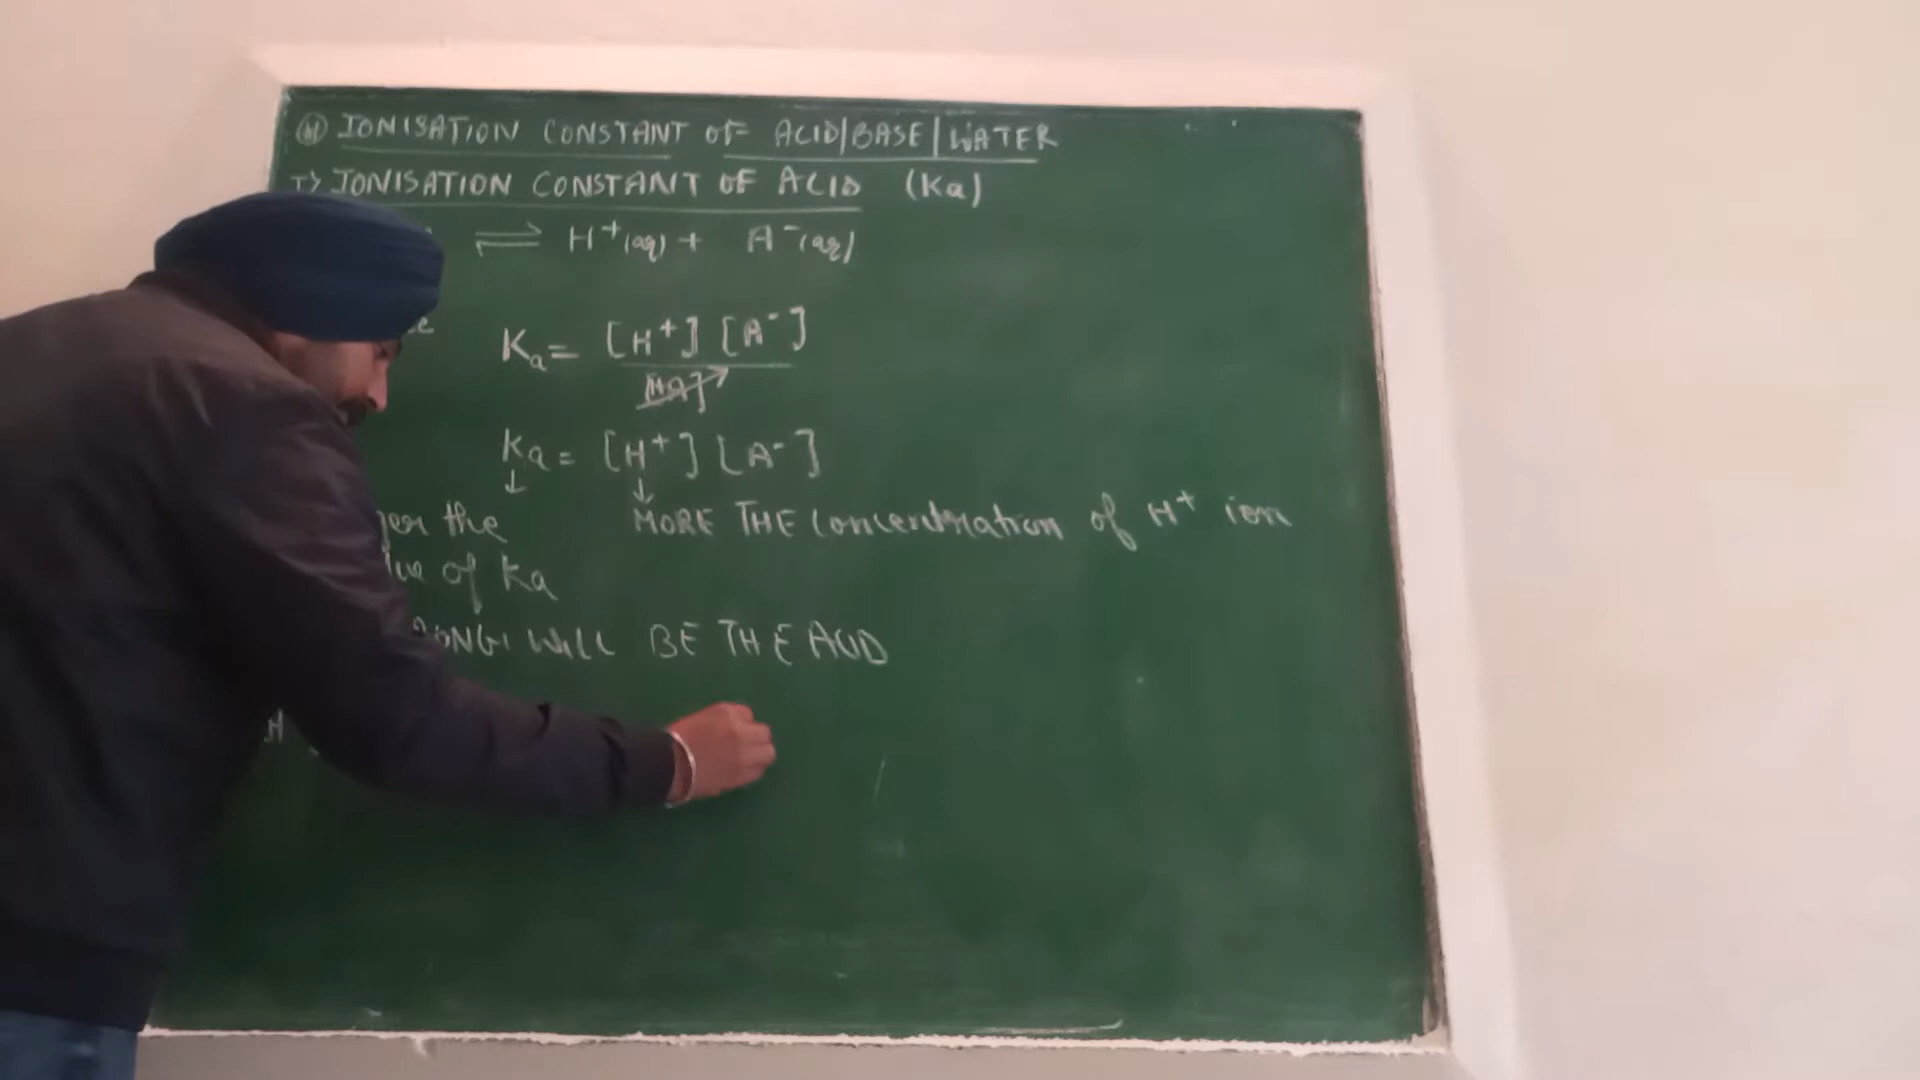 IONISATION CONSTANT OF ACID/BASE/WATER
IONISATION CONSTANT OF ACID (Ka)
⇌ H⁺(aq) + A⁻(aq)
Ka = [H⁺] [A⁻]
[HA]
Ka = [H⁺] [A⁻]
↓ ↓
the MORE THE concentration of H⁺ ion
of Ka
WILL BE THE ACID
H